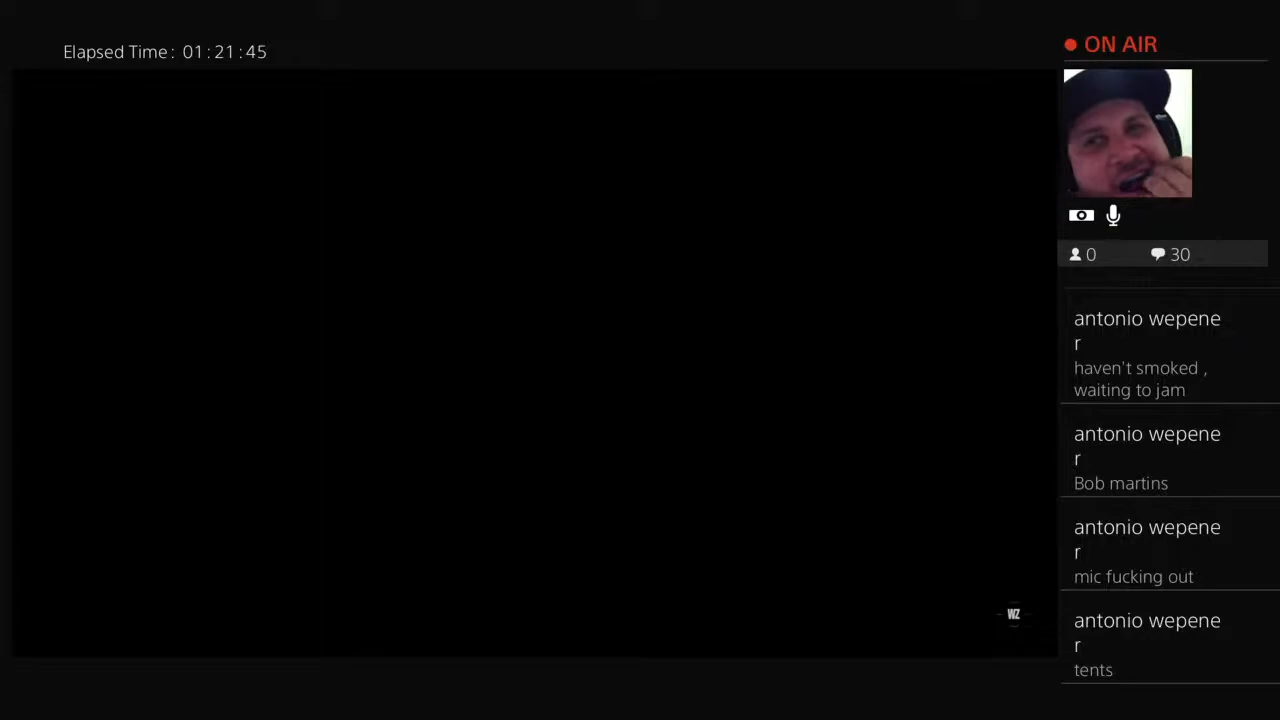 Elapsed Time: 01:21:45
ON AIR
0
30
antonio wepene
r
haven't smoked ,
waiting to jam
antonio wepene
r
Bob martins
antonio wepene
r
mic fucking out
antonio wepene
r
tents
WZ